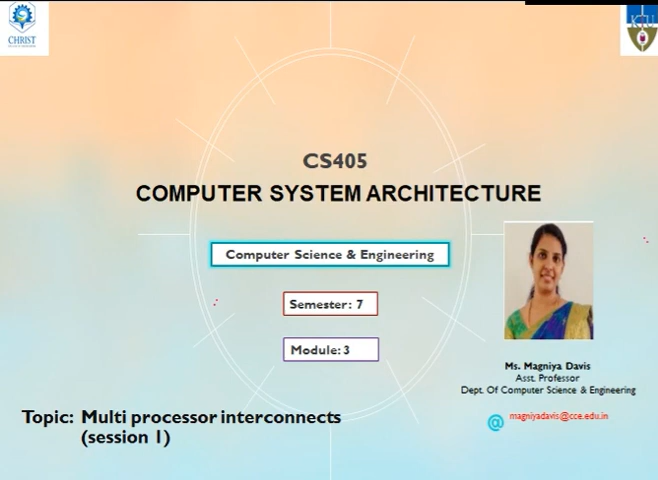 CHRIST
KTU
CS405
COMPUTER SYSTEM ARCHITECTURE
Computer Science & Engineering
Semester: 7
Module: 3
Ms. Magniya Davis
Asst. Professor
Dept. Of Computer Science & Engineering
@ magniyadavis@cce.edu.in
Topic: Multi processor interconnects
(session 1)